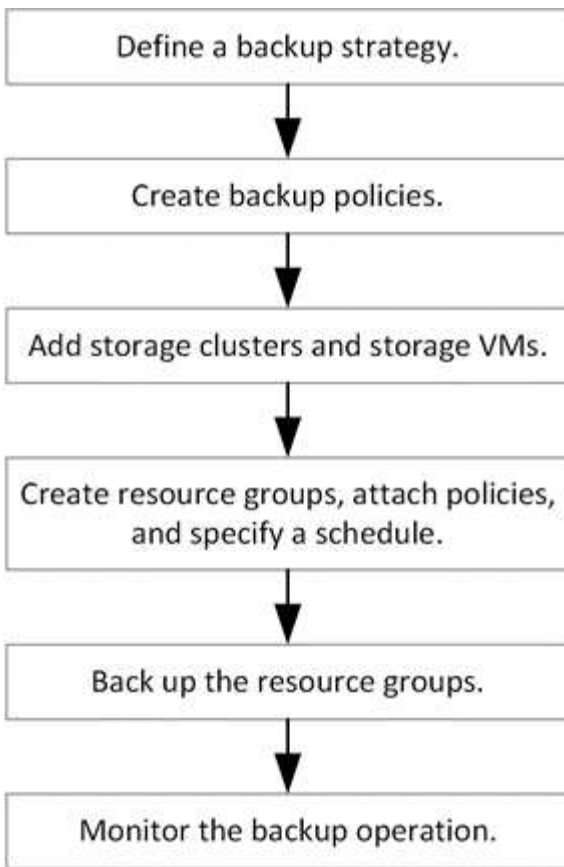 Define a backup strategy.
Create backup policies.
Add storage clusters and storage VMs.
Create resource groups, attach policies,
and specify a schedule.
Back up the resource groups.
Monitor the backup operation.